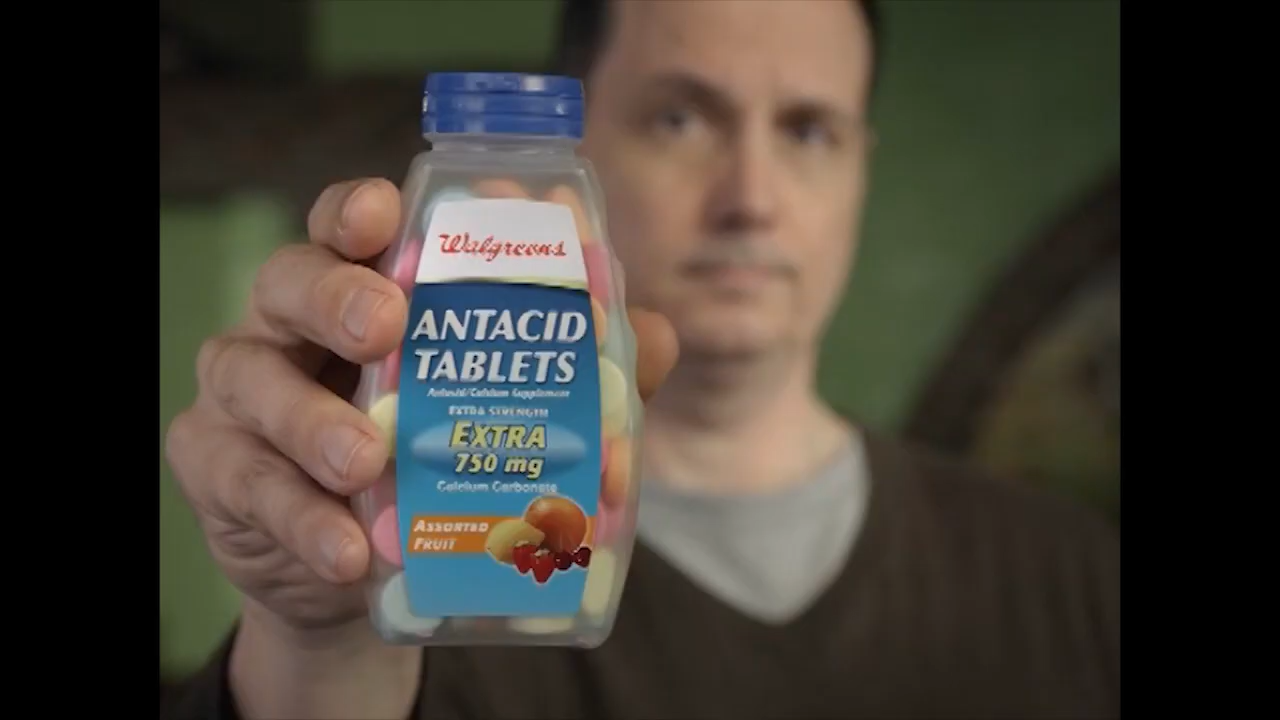 Walgreens
ANTACID
TABLETS
Antacid/Calcium Supplement
EXTRA STRENGTH
EXTRA
750 mg
Calcium Carbonate
ASSORTED
FRUIT